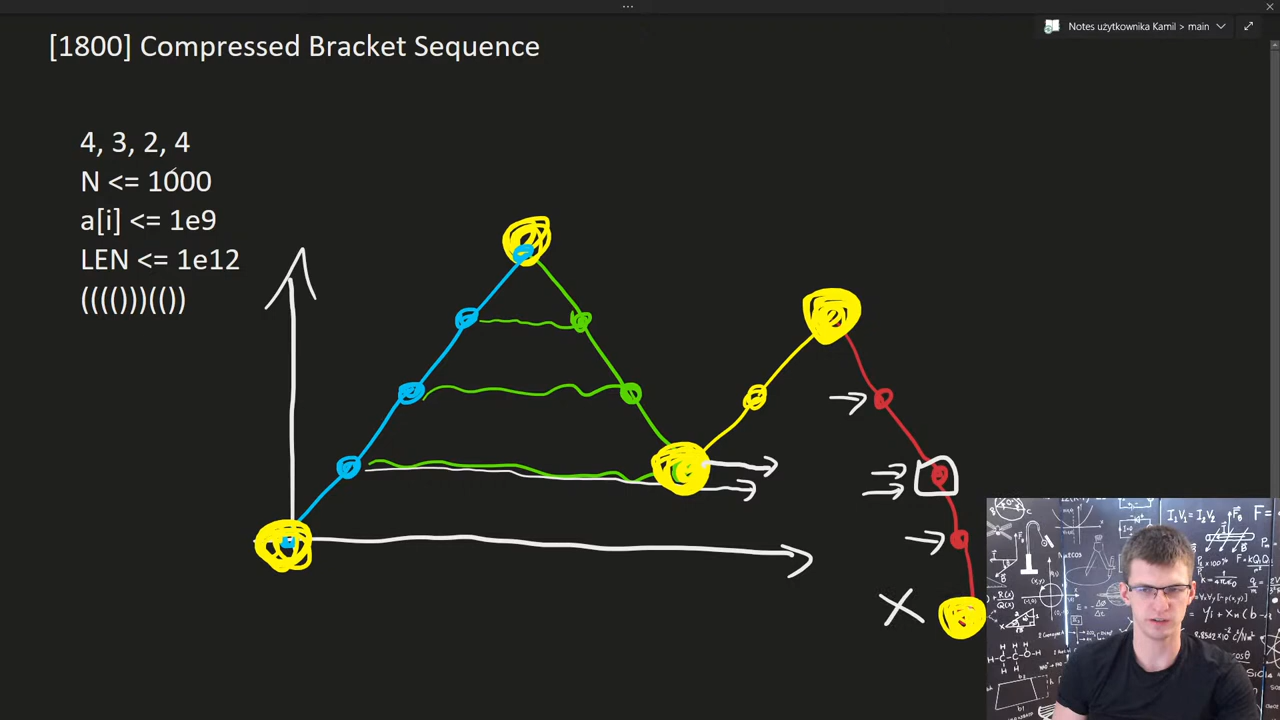 Notes użytkownika Kamil > main
[1800] Compressed Bracket Sequence
4, 3, 2, 4
N <= 1000
a[i] <= 1e9
LEN <= 1e12
(((()))(())
X